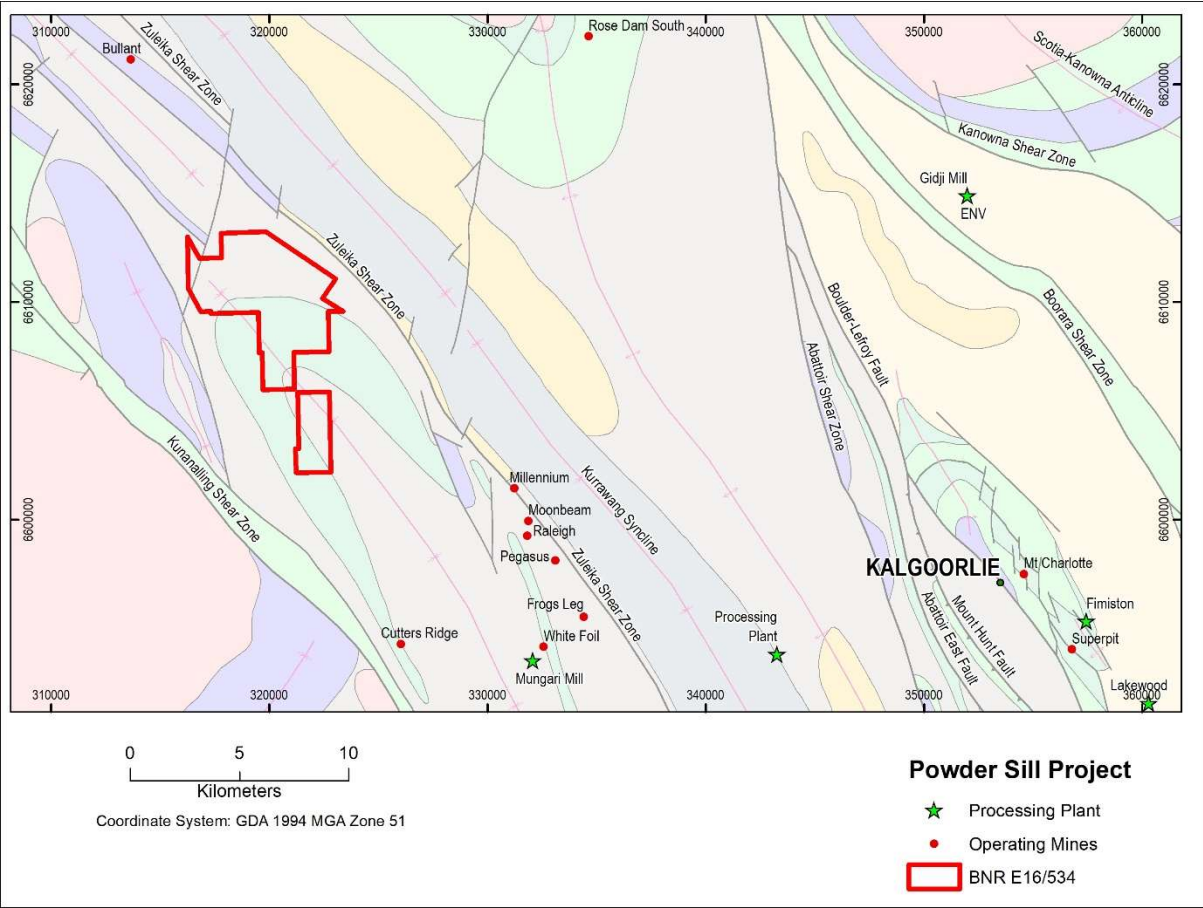 310000
320000
330000
340000
350000
360000
Rose Dam South
Bullant
Zuleika Shear Zone
Scotia-Kanowna Anticline
6620000
6620000
Kanowna Shear Zone
Gidji Mill
ENV
Zuleika Shear Zone
Boulder-Lefroy Fault
Boorara Shear Zone
6610000
6610000
Abattoir Shear Zone
Kunanalling Shear Zone
Kurrawang Syncline
Millennium
Moonbeam
Raleigh
Pegasus
Zuleika Shear Zone
6600000
6600000
KALGOORLIE
Mt Charlotte
Abattoir East Fault
Mount Hunt Fault
Frogs Leg
Fimiston
Cutters Ridge
White Foil
Processing
Plant
Superpit
Mungari Mill
Lakewood
310000
320000
330000
340000
350000
360000
0
5
10
Kilometers
Coordinate System: GDA 1994 MGA Zone 51
Powder Sill Project
Processing Plant
Operating Mines
BNR E16/534